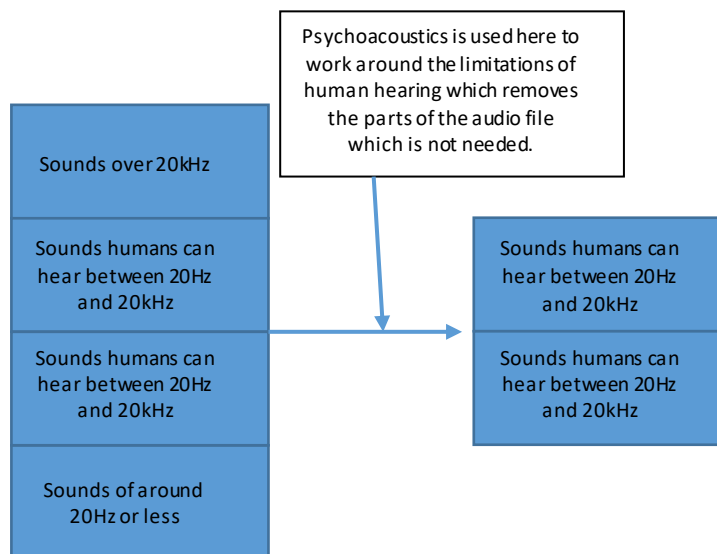 Psychoacoustics is used here to
work around the limitations of
human hearing which removes
the parts of the audio file
which is not needed.
Sounds over 20kHz
Sounds humans can
hear between 20Hz
and 20kHz
Sounds humans can
hear between 20Hz
and 20kHz
Sounds of around
20Hz or less
Sounds humans can
hear between 20Hz
and 20kHz
Sounds humans can
hear between 20Hz
and 20kHz